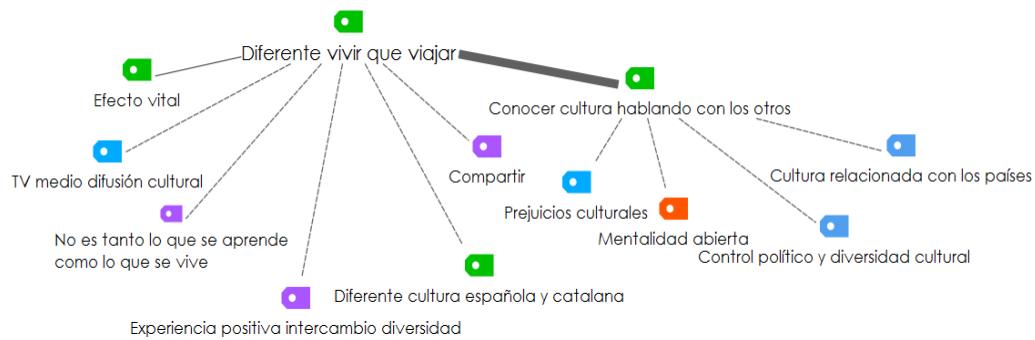 Diferente vivir que viajar
Efecto vital
Conocer cultura hablando con los otros
TV medio difusión cultural
Compartir
Cultura relacionada con los países
Prejuicios culturales
No es tanto lo que se aprende
como lo que se vive
Mentalidad abierta
Control político y diversidad cultural
Diferente cultura española y catalana
Experiencia positiva intercambio diversidad